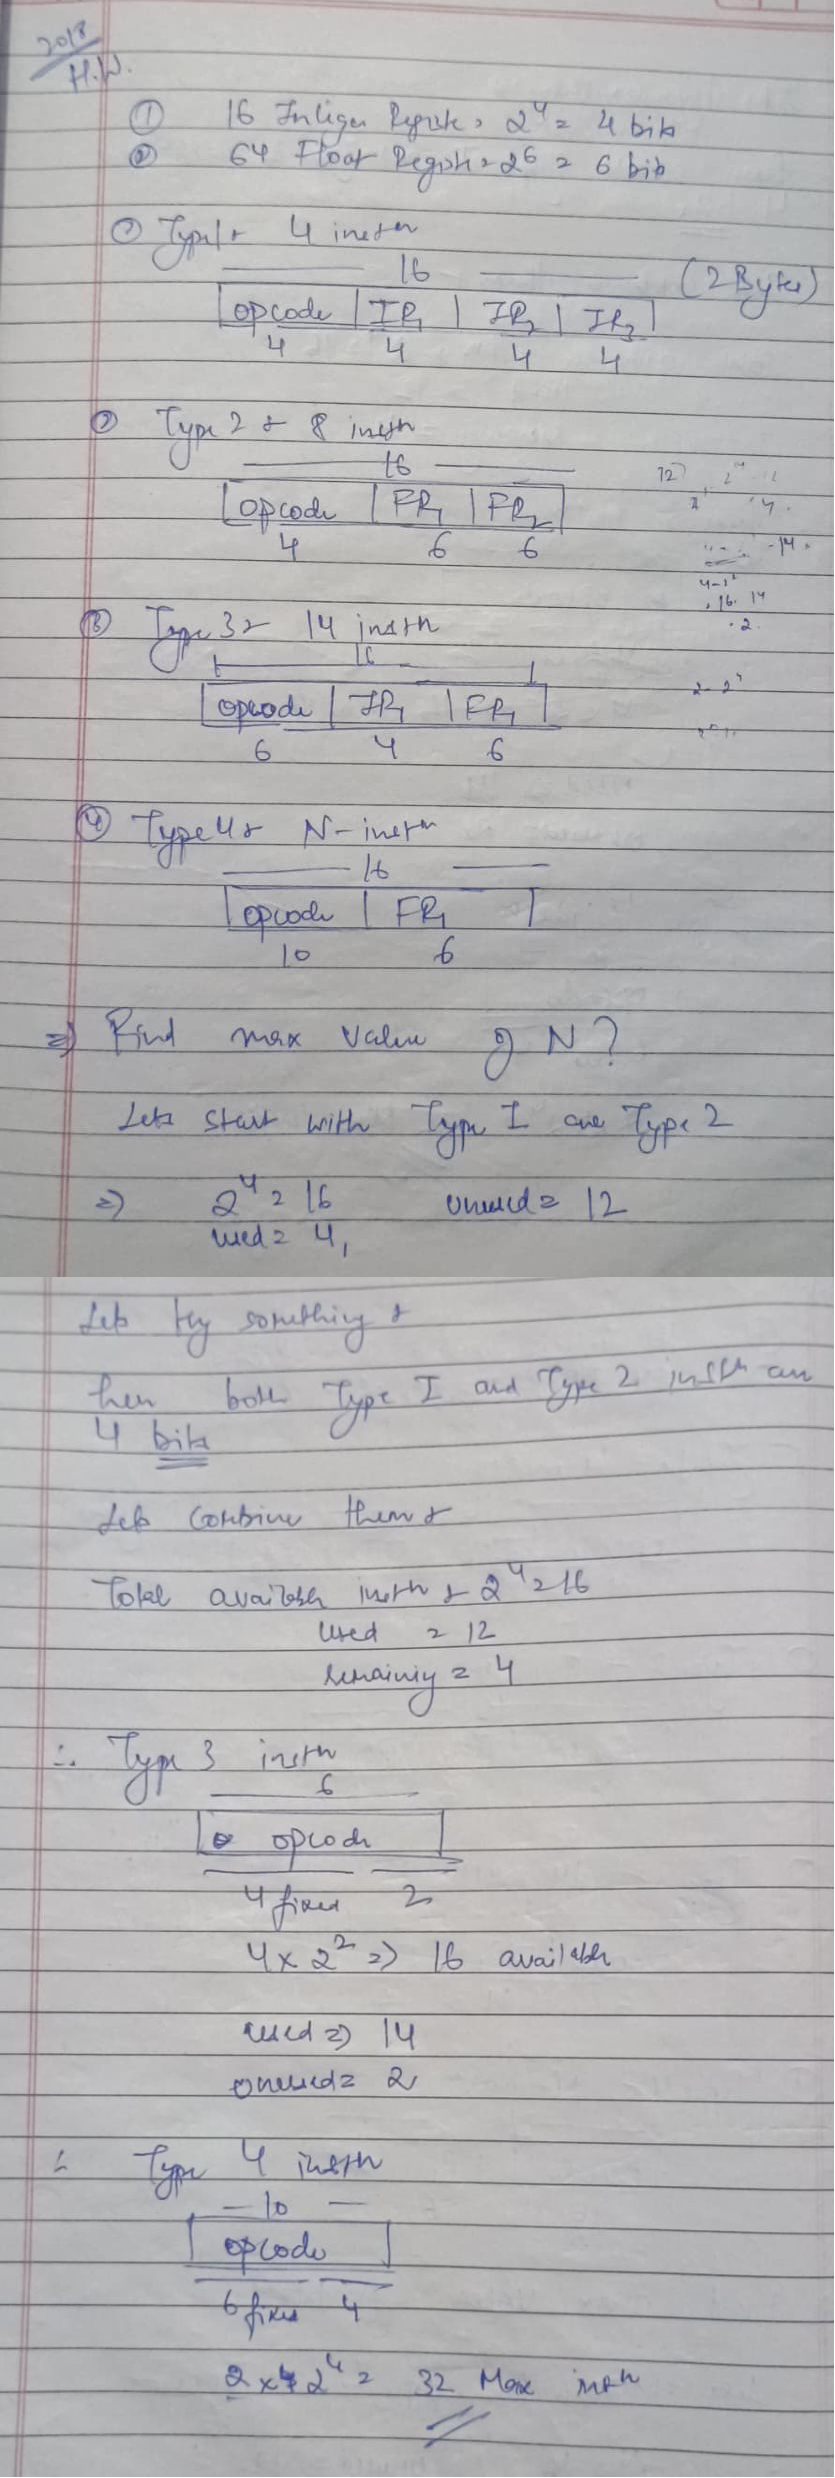 2018
H.W.
① 16 Integer Register = 2^4 = 4 bits
② 64 Float Register = 2^6 = 6 bits
① Type 1 : 4 instn
16 (2 Bytes)
opcode | IR1 | IR2 | IR3
4 4 4 4
② Type 2 : 8 instn
16
opcode | FR1 | FR2
4 6 6
③ Type 3 : 14 instn
16
opcode | IR1 | FR1
6 4 6
④ Type 4 : N-instn
16
opcode | FR1
10 6
⇒ Find max value of N?
Lets start with Type I are Type 2
⇒ 2^4 = 16 unused = 12
used = 4,
Lets try something :
here both Type I and Type 2 instn are
4 bits
Lets combine them :
Total available instn : 2^4 = 16
used = 12
remaining = 4
∴ Type 3 instn
6
opcode
4 fixed 2
4 x 2^2 ⇒ 16 available
used ⇒ 14
unused = 2
∴ Type 4 instn
10
opcode
6 fixed 4
2 x 2^4 = 32 Max instn